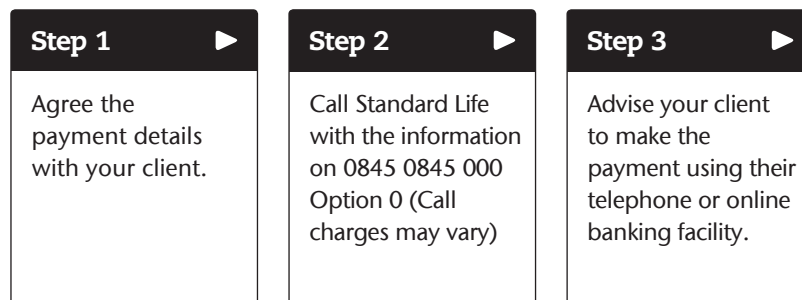 Step 1
Agree the
payment details
with your client.
Step 2
Call Standard Life
with the information
on 0845 0845 000
Option 0 (Call
charges may vary)
Step 3
Advise your client
to make the
payment using their
telephone or online
banking facility.